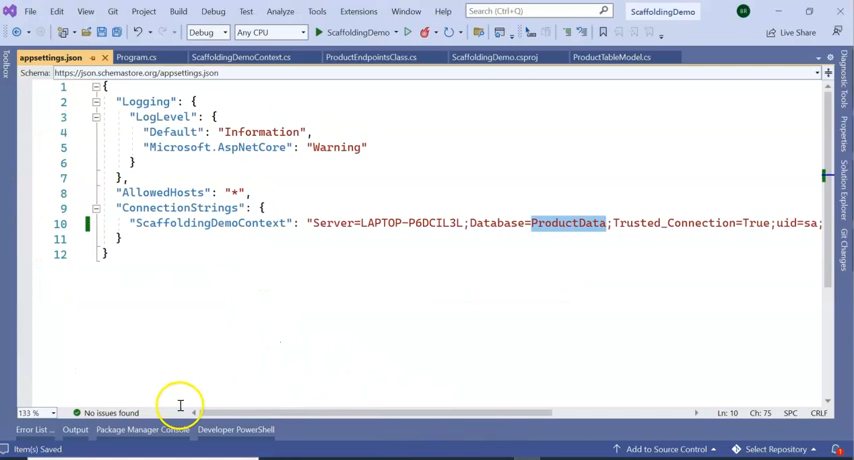 File Edit View Git Project Build Debug Test Analyze Tools Extensions Window Help Search (Ctrl+Q) ScaffoldingDemo BR
Debug Any CPU ScaffoldingDemo Live Share
appsettings.json Program.cs ScaffoldingDemoContext.cs ProductEndpointsClass.cs ScaffoldingDemo.csproj ProductTableModel.cs
Schema: https://json.schemastore.org/appsettings.json
1 {
2 "Logging": {
3 "LogLevel": {
4 "Default": "Information",
5 "Microsoft.AspNetCore": "Warning"
6 }
7 },
8 "AllowedHosts": "*",
9 "ConnectionStrings": {
10 "ScaffoldingDemoContext": "Server=LAPTOP-P6DCIL3L;Database=ProductData;Trusted_Connection=True;uid=sa;
11 }
12 }
133 % No issues found Ln: 10 Ch: 75 SPC CRLF
Error List ... Output Package Manager Console Developer PowerShell
Item(s) Saved Add to Source Control Select Repository 1
Toolbox
Diagnostic Tools
Properties
Solution Explorer
Git Changes